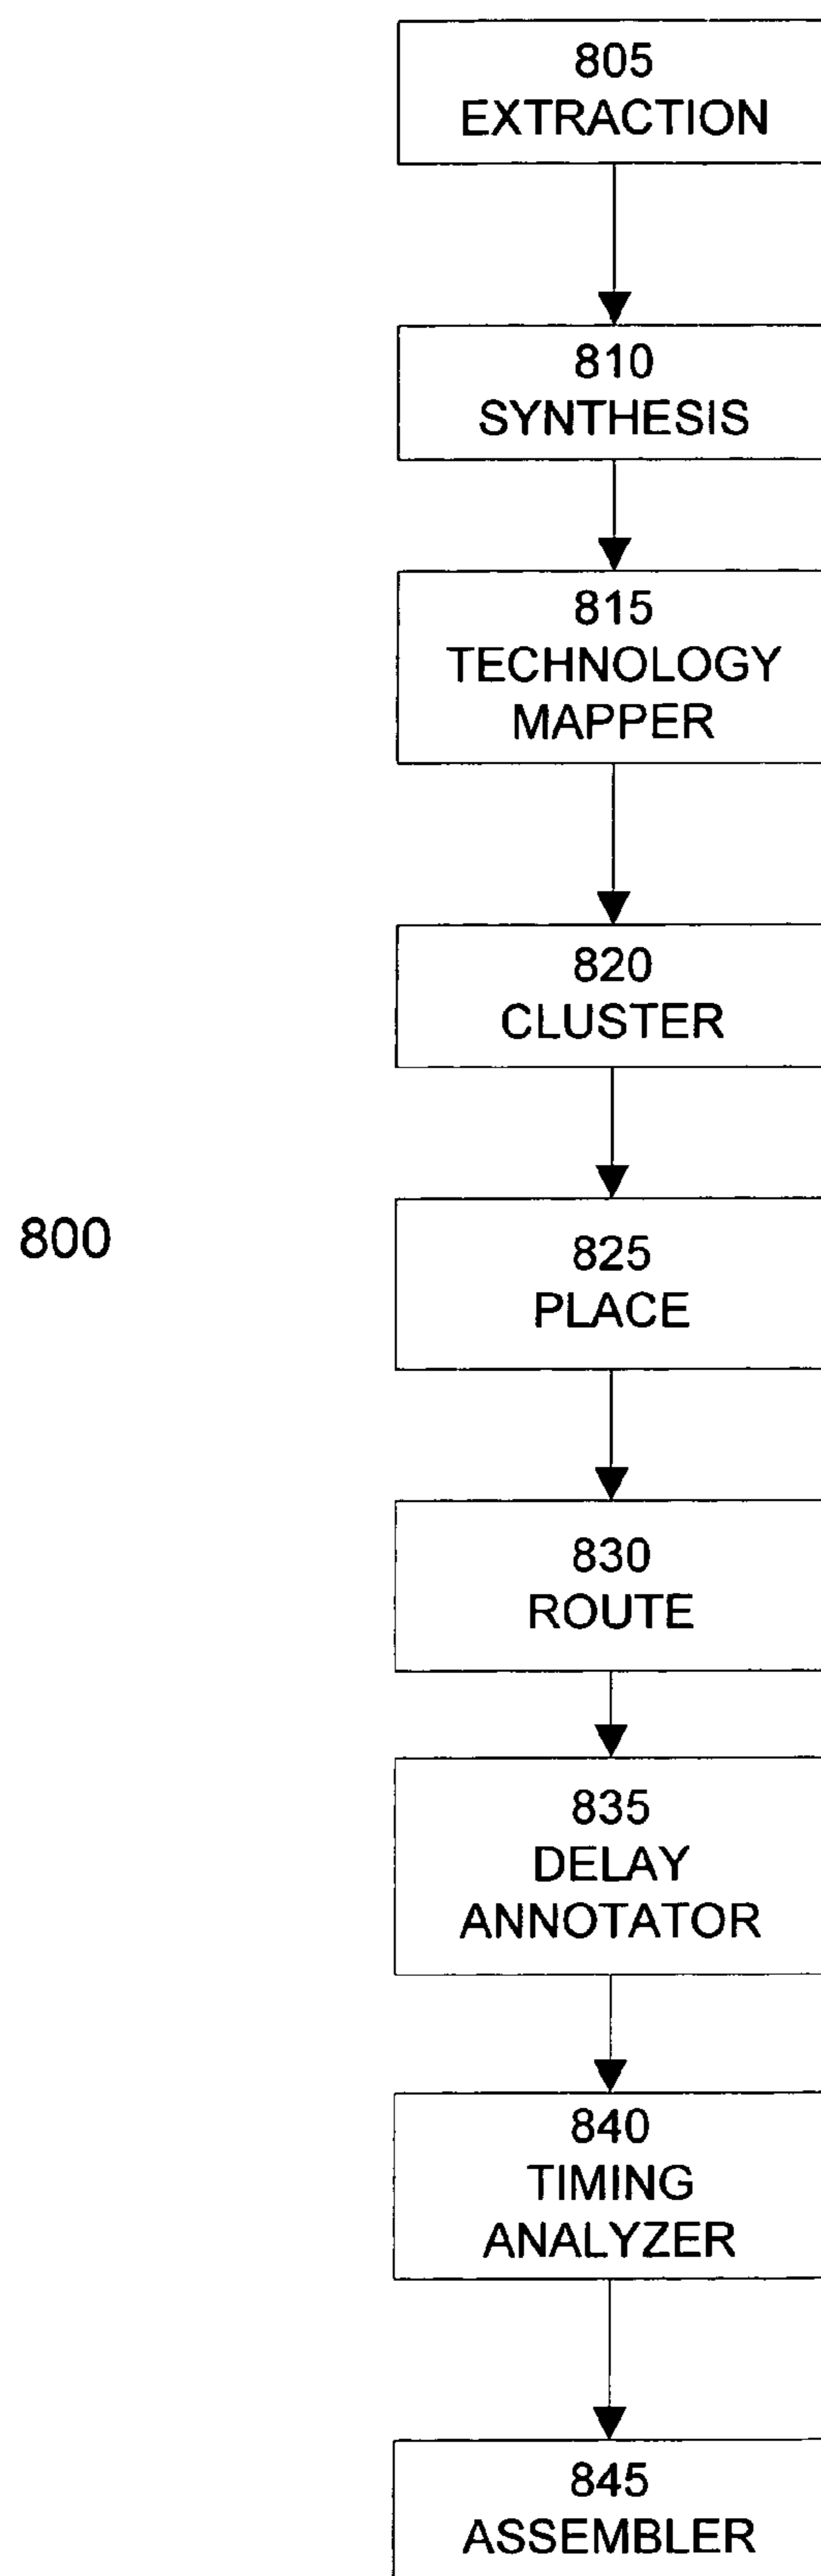 805
EXTRACTION
810
SYNTHESIS
815
TECHNOLOGY
MAPPER
820
CLUSTER
800
825
PLACE
830
ROUTE
835
DELAY
ANNOTATOR
840
TIMING
ANALYZER
845
ASSEMBLER